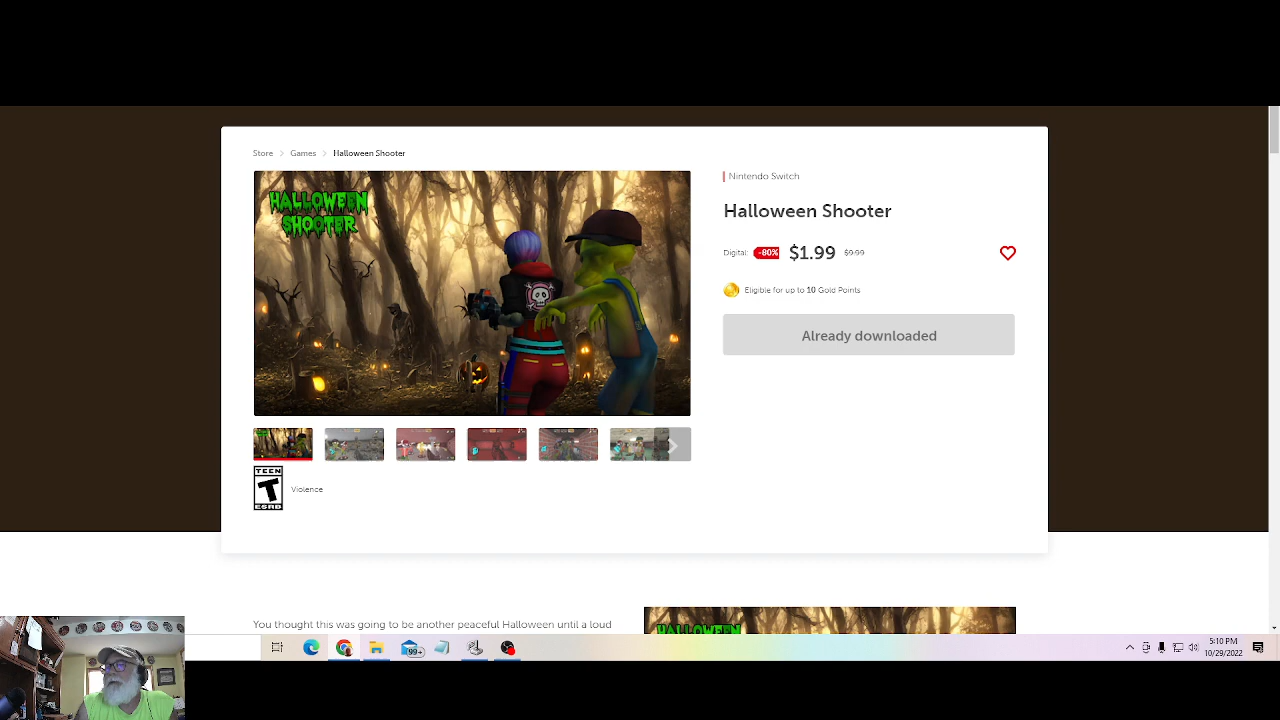 Store > Games > Halloween Shooter
HALLOWEEN
SHOOTER
Nintendo Switch
Halloween Shooter
Digital: -80% $1.99 $9.99
Eligible for up to 10 Gold Points
Already downloaded
TEEN
T
ESRB
Violence
You thought this was going to be another peaceful Halloween until a loud
HALLOWEEN
99+
5:10 PM
10/29/2022